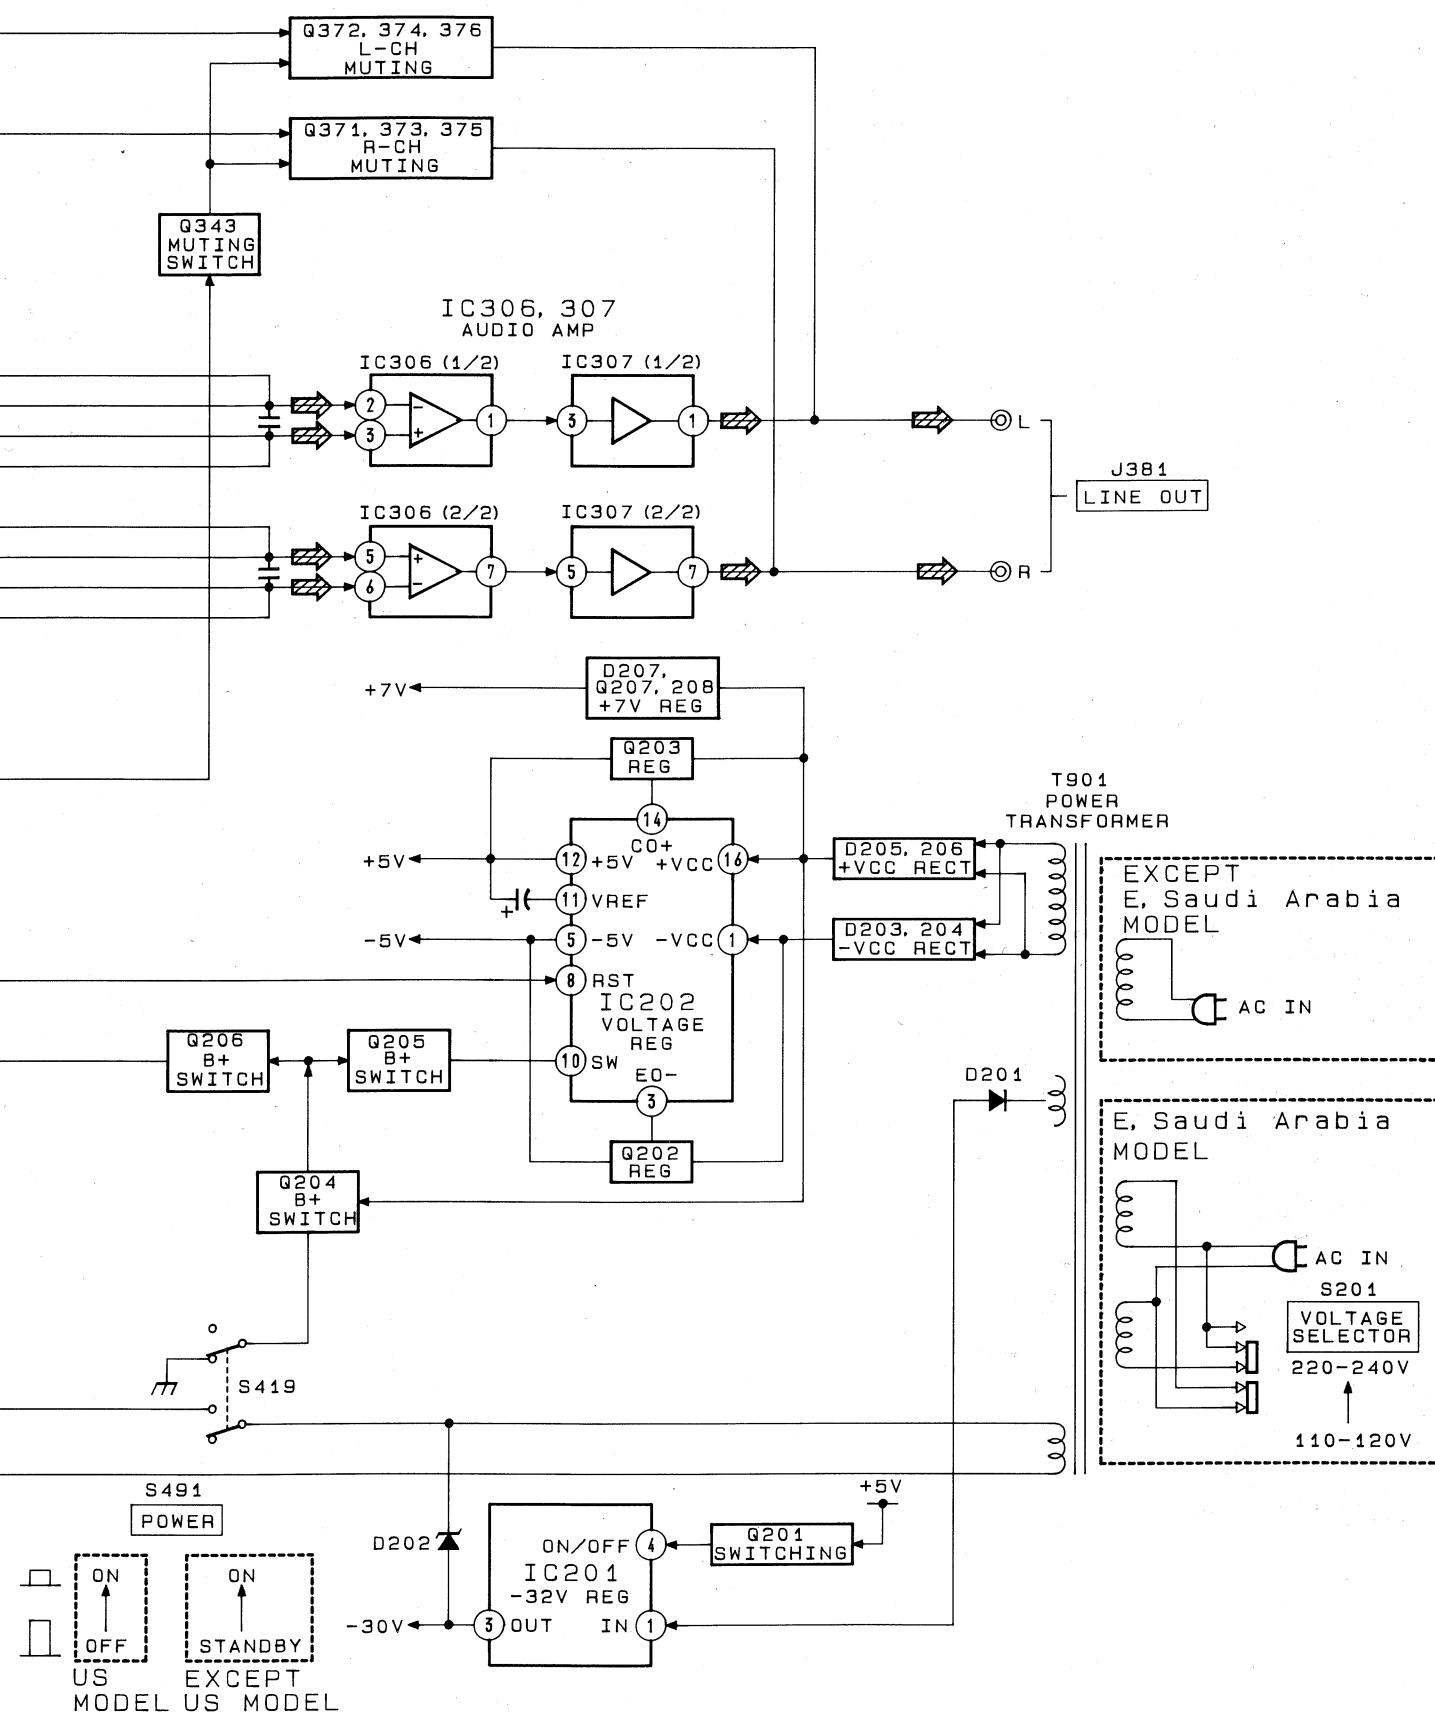 Q372, 374, 376
L-CH
MUTING
Q371, 373, 375
R-CH
MUTING
Q343
MUTING
SWITCH
IC306, 307
AUDIO AMP
IC306 (1/2)
IC307 (1/2)
2
-
3
+
1
3
1
L
J381
LINE OUT
IC306 (2/2)
IC307 (2/2)
5
+
6
-
7
5
7
R
D207,
Q207, 208
+7V REG
+7V
Q203
REG
T901
POWER
TRANSFORMER
14
CO+
+5V
12
+5V
+VCC
16
D205, 206
+VCC RECT
+
11
VREF
-5V
5
-5V
-VCC
1
D203, 204
-VCC RECT
8
RST
IC202
VOLTAGE
REG
10
SW
EO-
3
Q202
REG
Q206
B+
SWITCH
Q205
B+
SWITCH
Q204
B+
SWITCH
D201
EXCEPT
E, Saudi Arabia
MODEL
AC IN
E, Saudi Arabia
MODEL
AC IN
S201
VOLTAGE
SELECTOR
220-240V
110-120V
S419
S491
POWER
ON
OFF
US
MODEL
ON
STANDBY
EXCEPT
US MODEL
D202
-30V
+5V
Q201
SWITCHING
ON/OFF
4
IC201
-32V REG
3
OUT
IN
1